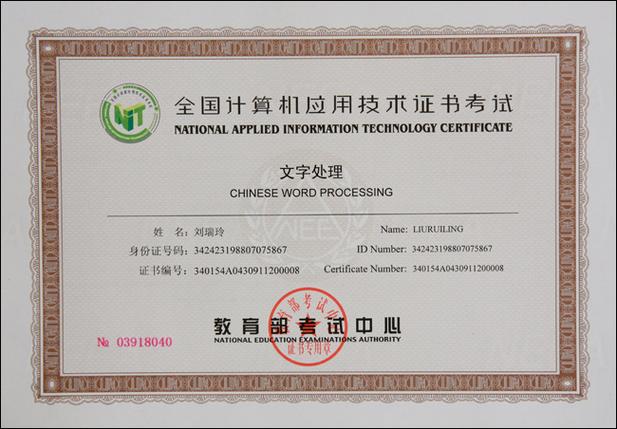 全国计算机应用技术证书考试
NATIONAL APPLIED INFORMATION TECHNOLOGY CERTIFICATE
NIT
文字处理
CHINESE WORD PROCESSING
姓 名: 刘瑞玲
Name: LIURUILING
身份证号码: 342423198807075867
ID Number: 342423198807075867
证书编号: 340154A0430911200008
Certificate Number: 340154A0430911200008
教育部考试中心
NATIONAL EDUCATION EXAMINATIONS AUTHORITY
证书专用章
№ 03918040